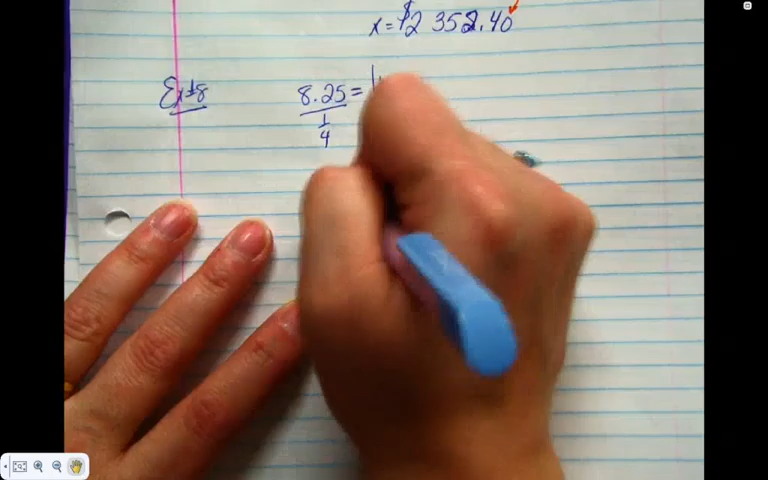 x = $2 352.40
Ex # 8
8.25 =
1
4